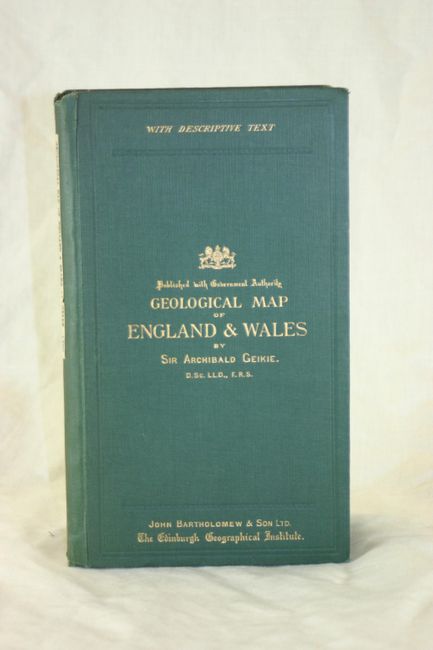 WITH DESCRIPTIVE TEXT
Published with Government Authority
GEOLOGICAL MAP
OF
ENGLAND & WALES
BY
SIR ARCHIBALD GEIKIE.
D.Sc. LL.D., F.R.S.
JOHN BARTHOLOMEW & SON LTD.
The Edinburgh Geographical Institute.